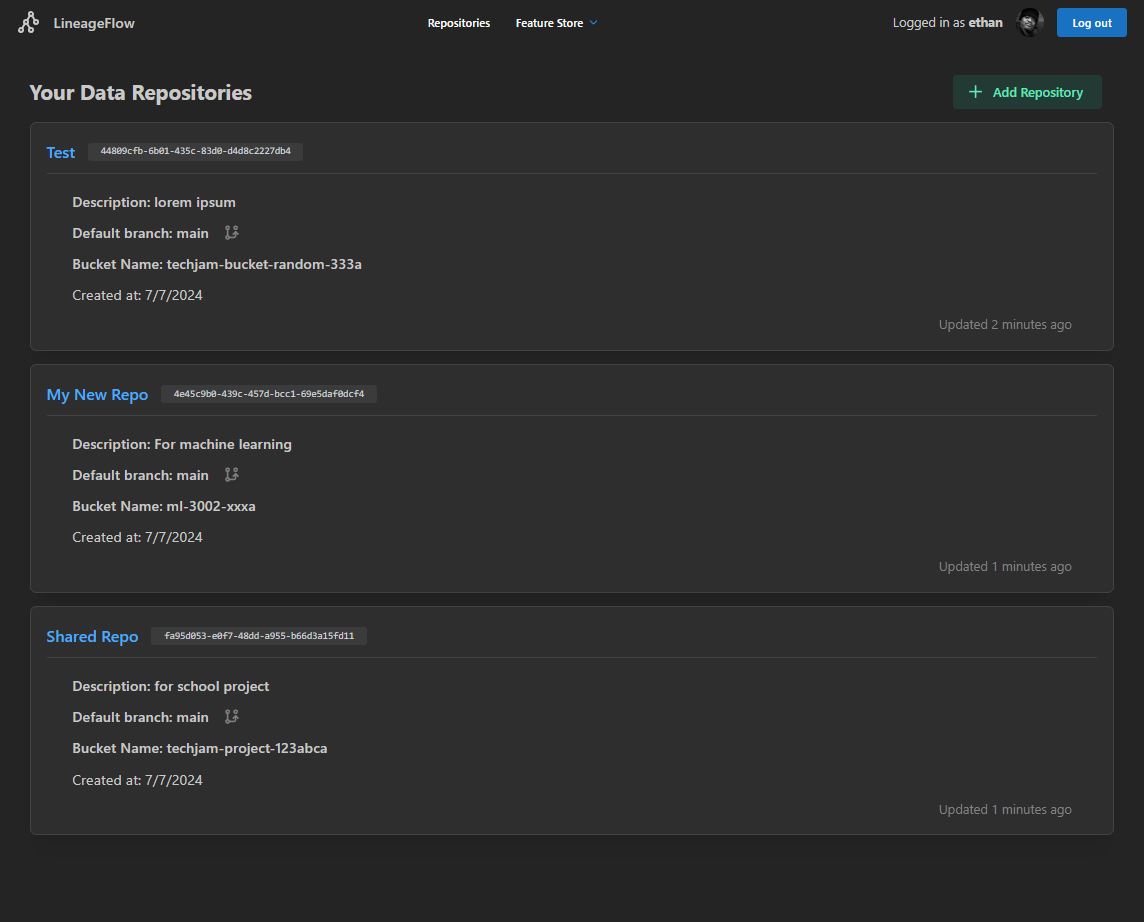 LineageFlow
Repositories
Feature Store
Logged in as ethan
Log out
Your Data Repositories
Add Repository
Test 44809cfb-6b01-435c-83d0-d4d8c2227db4
Description: lorem ipsum
Default branch: main
Bucket Name: techjam-bucket-random-333a
Created at: 7/7/2024
Updated 2 minutes ago
My New Repo 4e45c9b0-439c-457d-bcc1-69e5daf0dcf4
Description: For machine learning
Default branch: main
Bucket Name: ml-3002-xxxa
Created at: 7/7/2024
Updated 1 minutes ago
Shared Repo fa95d053-e0f7-48dd-a955-b66d3a15fd11
Description: for school project
Default branch: main
Bucket Name: techjam-project-123abca
Created at: 7/7/2024
Updated 1 minutes ago